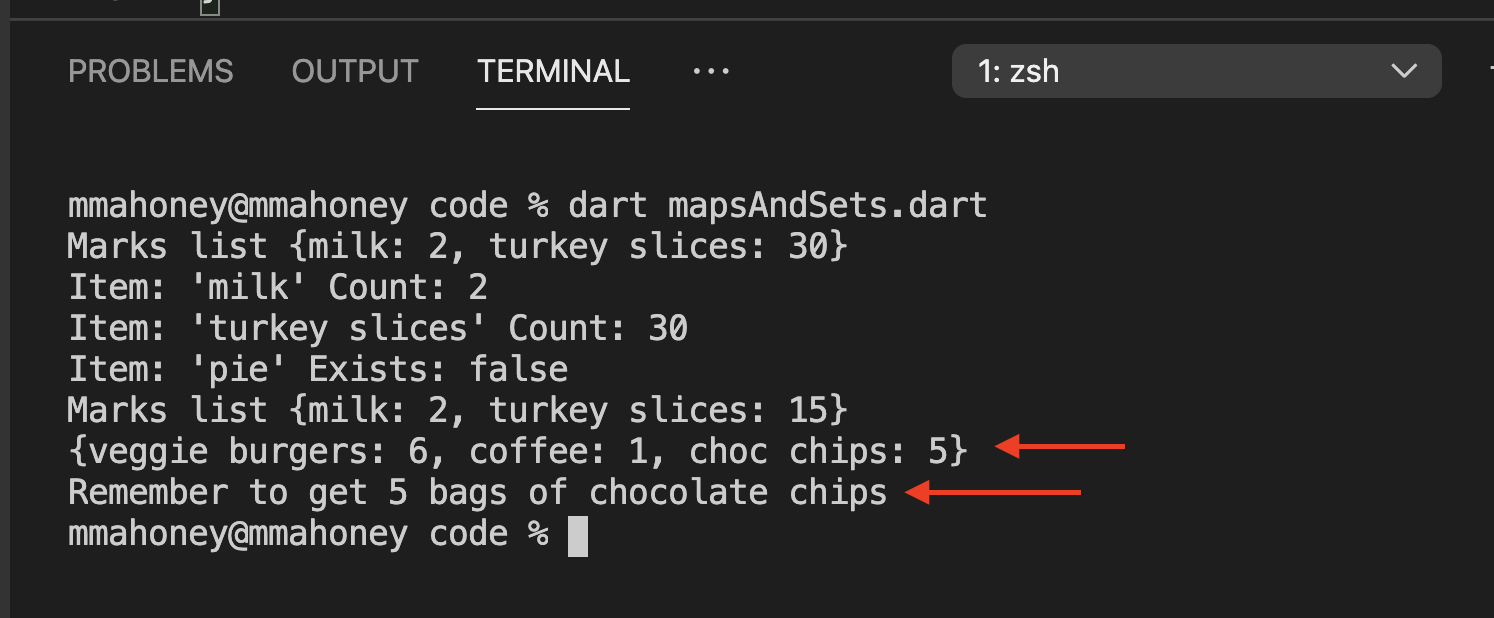 PROBLEMS OUTPUT TERMINAL ··· 1: zsh
mmahoney@mmahoney code % dart mapsAndSets.dart
Marks list {milk: 2, turkey slices: 30}
Item: 'milk' Count: 2
Item: 'turkey slices' Count: 30
Item: 'pie' Exists: false
Marks list {milk: 2, turkey slices: 15}
{veggie burgers: 6, coffee: 1, choc chips: 5}
Remember to get 5 bags of chocolate chips
mmahoney@mmahoney code %